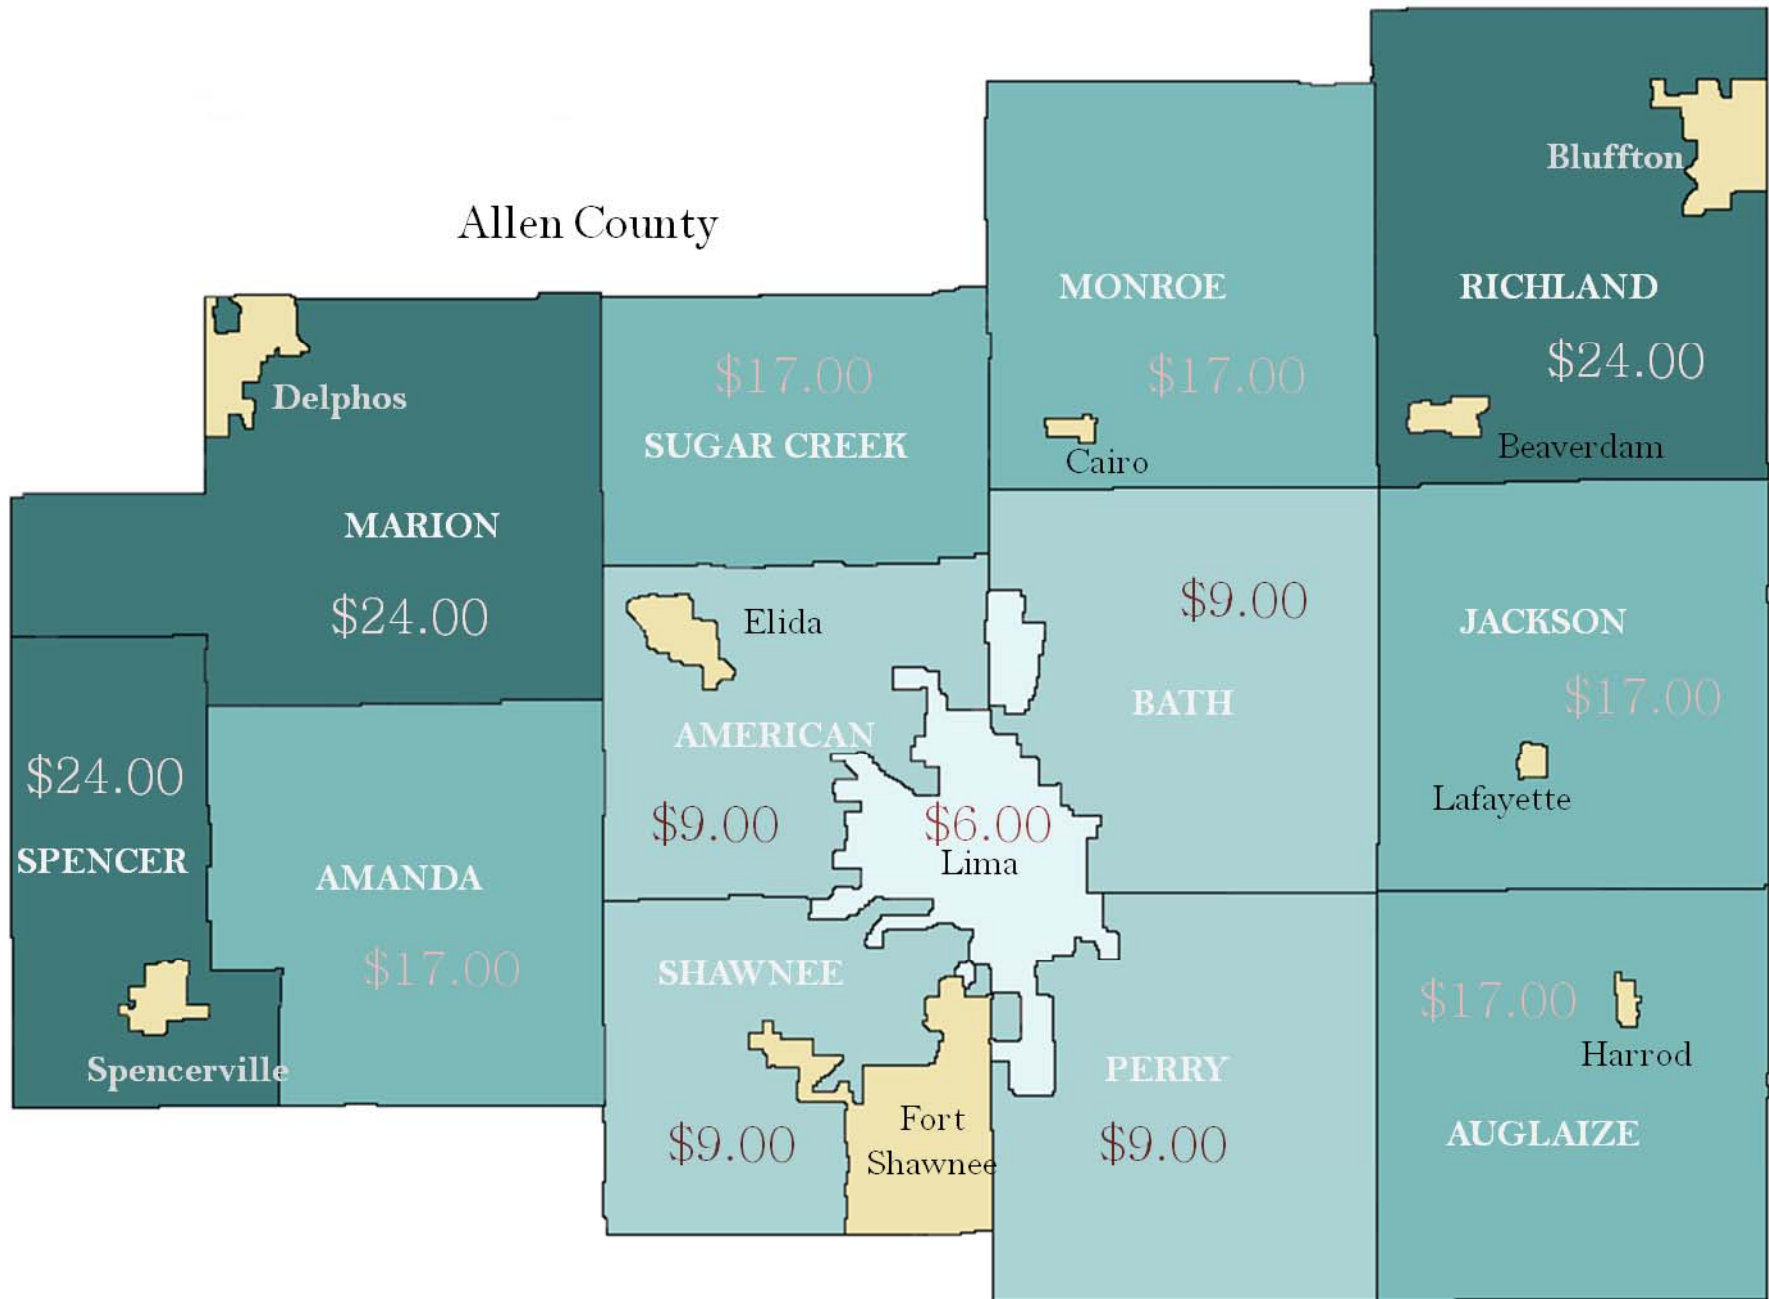 Allen County
Bluffton
MONROE
RICHLAND
$24.00
$17.00
$17.00
Delphos
SUGAR CREEK
Cairo
Beaverdam
MARION
$24.00
Elida
$9.00
JACKSON
$17.00
BATH
AMERICAN
$24.00
Lafayette
$9.00
$6.00
Lima
SPENCER
AMANDA
$17.00
SHAWNEE
$17.00
Harrod
Spencerville
PERRY
Fort
Shawnee
$9.00
$9.00
AUGLAIZE